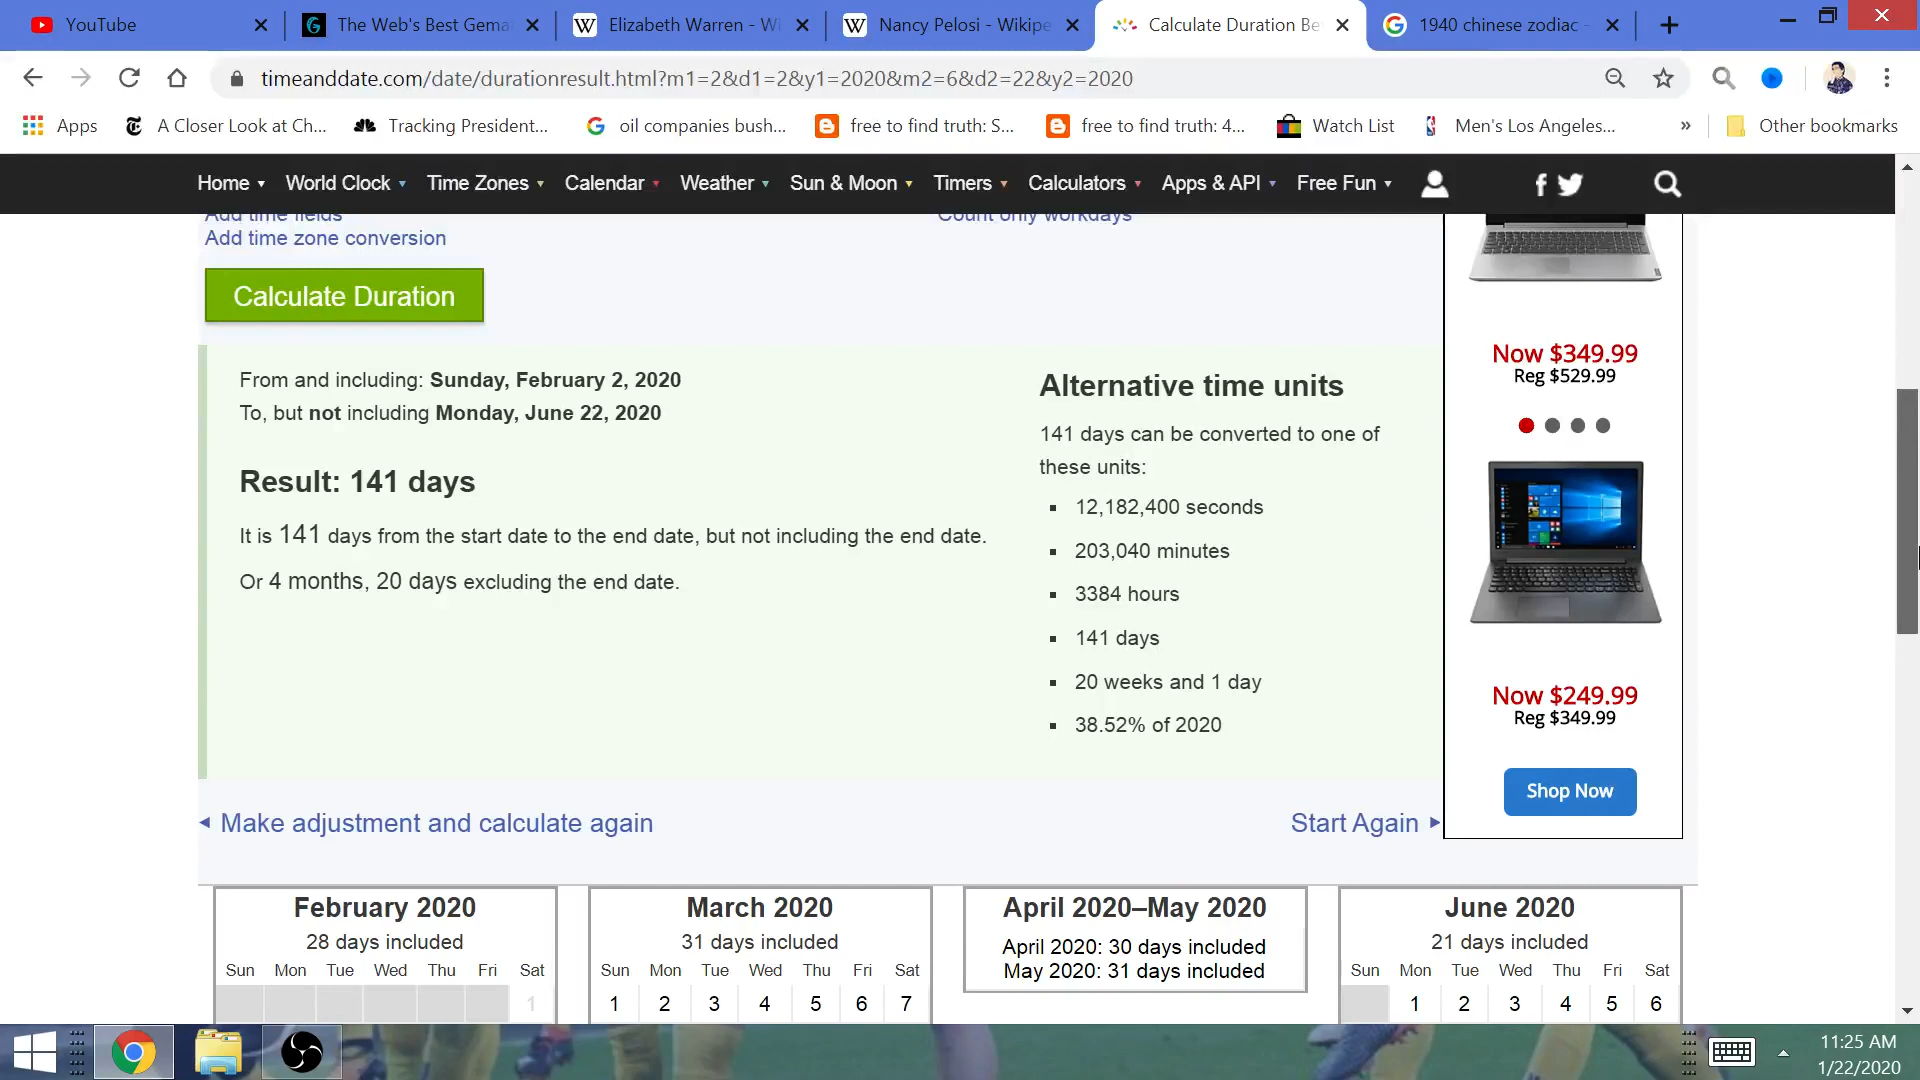 YouTube
The Web's Best Gema
Elizabeth Warren - Wi
Nancy Pelosi - Wikipe
Calculate Duration Be
1940 chinese zodiac -
timeanddate.com/date/durationresult.html?m1=2&d1=2&y1=2020&m2=6&d2=22&y2=2020
Apps
A Closer Look at Ch...
Tracking President...
oil companies bush...
free to find truth: S...
free to find truth: 4...
Watch List
Men's Los Angeles...
»
Other bookmarks
Home
World Clock
Time Zones
Calendar
Weather
Sun & Moon
Timers
Calculators
Apps & API
Free Fun
Add time fields
Count only workdays
Add time zone conversion
Calculate Duration
From and including: Sunday, February 2, 2020
To, but not including Monday, June 22, 2020
Result: 141 days
It is 141 days from the start date to the end date, but not including the end date.
Or 4 months, 20 days excluding the end date.
Alternative time units
141 days can be converted to one of
these units:
12,182,400 seconds
203,040 minutes
3384 hours
141 days
20 weeks and 1 day
38.52% of 2020
Now $349.99
Reg $529.99
Now $249.99
Reg $349.99
Shop Now
Make adjustment and calculate again
Start Again
February 2020
28 days included
Sun Mon Tue Wed Thu Fri Sat
1
March 2020
31 days included
Sun Mon Tue Wed Thu Fri Sat
1 2 3 4 5 6 7
April 2020–May 2020
April 2020: 30 days included
May 2020: 31 days included
June 2020
21 days included
Sun Mon Tue Wed Thu Fri Sat
1 2 3 4 5 6
11:25 AM
1/22/2020